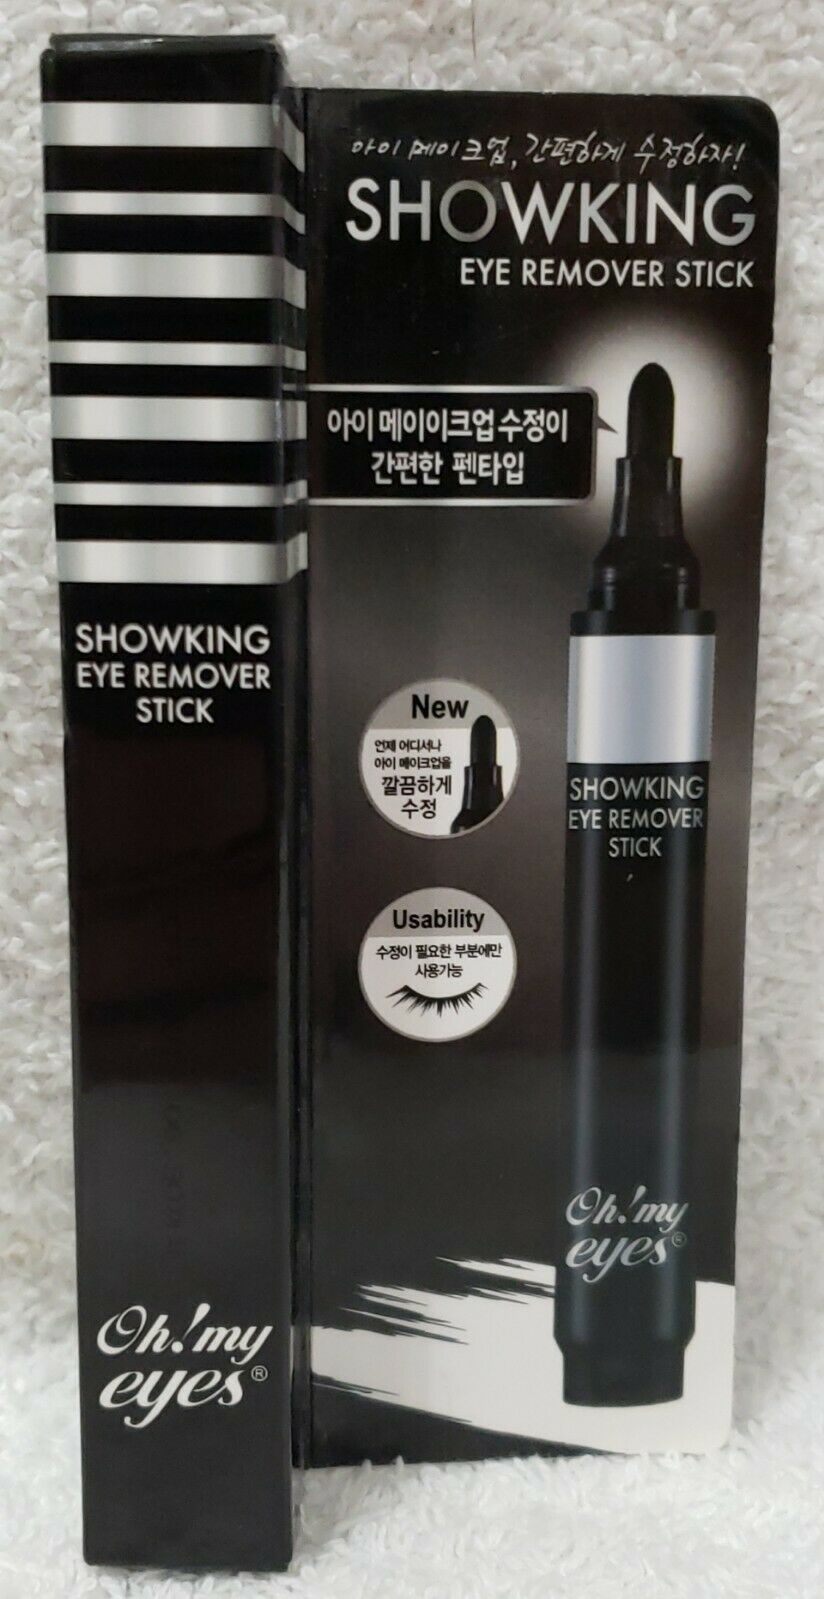 아이 메이크업, 간편하게 수정하자!
SHOWKING
EYE REMOVER STICK
아이 메이이크업 수정이
간편한 펜타입
New
언제 어디서나
아이 메이크업을
깔끔하게
수정
Usability
수정이 필요한 부분에만
사용가능
SHOWKING
EYE REMOVER
STICK
Oh!my
eyes®
SHOWKING
EYE REMOVER
STICK
Oh!my
eyes®